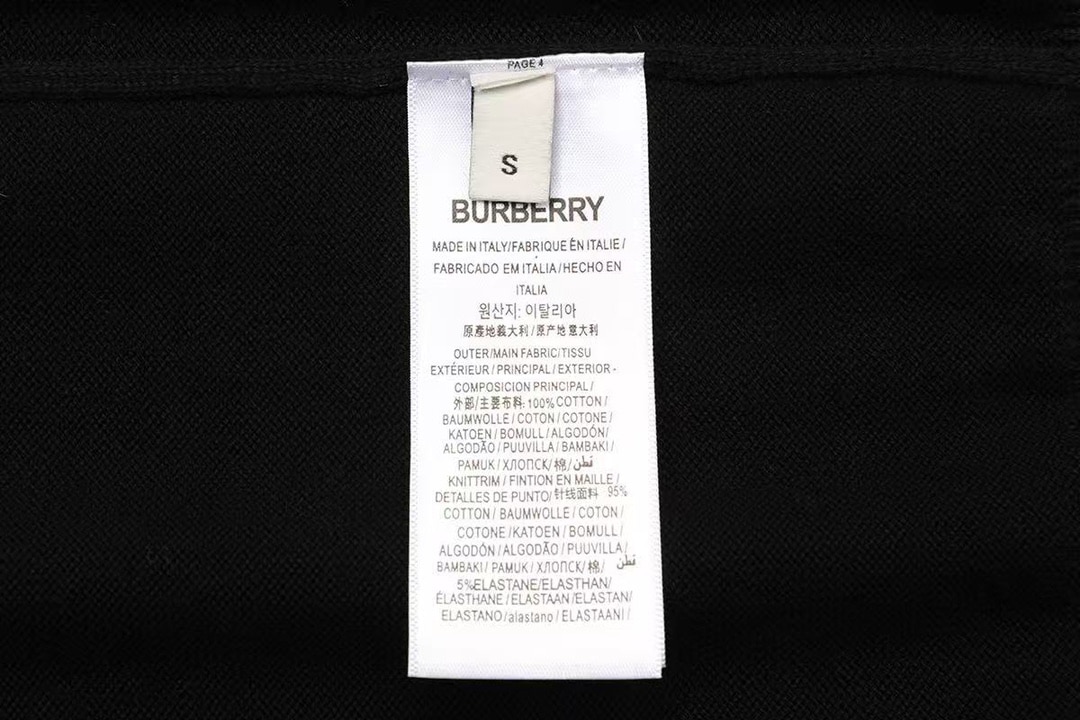 PAGE 4
S
BURBERRY
MADE IN ITALY/FABRIQUE ÉN ITALIE /
FABRICADO EM ITÁLIA/HECHO EN
ITALIA
원산지: 이탈리아
原產地義大利/原产地意大利
OUTER/MAIN FABRIC/TISSU
EXTÉRIEUR / PRINCIPAL / EXTERIOR -
COMPOSICION PRINCIPAL /
外部/主要布料: 100% COTTON /
BAUMWOLLE / COTON / COTONE /
KATOEN / BOMULL / ALGODÓN/
ALGODÃO / PUUVILLA / BAMBAKI /
PAMUK / ХЛОПСК/ 棉/ قطن
KNITTRIM / FINTION EN MAILLE /
DETALLES DE PUNTO/ 针线面料 95%
COTTON / BAUMWOLLE / COTON /
COTONE /KATOEN / BOMULL /
ALGODÓN / ALGODÃO / PUUVILLA /
BAMBAKI / PAMUK / ХЛОПСК/ 棉/ قطن
5%ELASTANE/ELASTHAN/
ÉLASTHANE / ELASTAAN /ELASTAN/
ELASTANO/alastano / ELASTAANI /